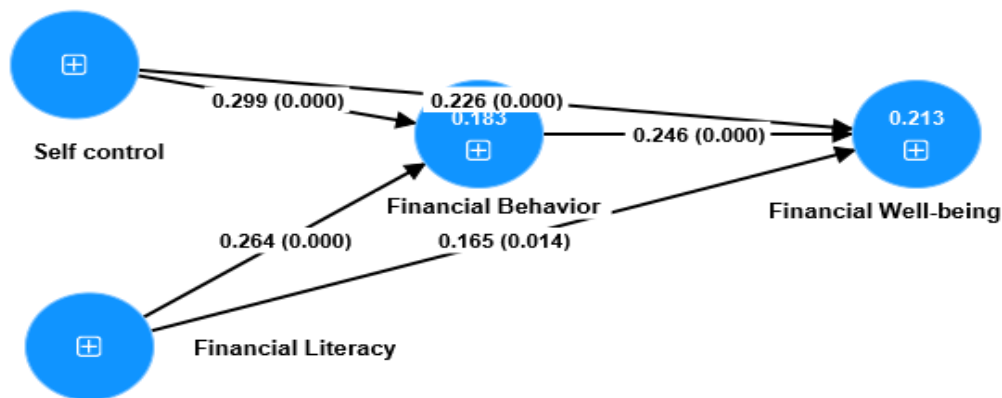 0.299 (0.000)
0.226 (0.000)
0.183
0.213
0.246 (0.000)
Self control
Financial Behavior
Financial Well-being
0.264 (0.000)
0.165 (0.014)
Financial Literacy